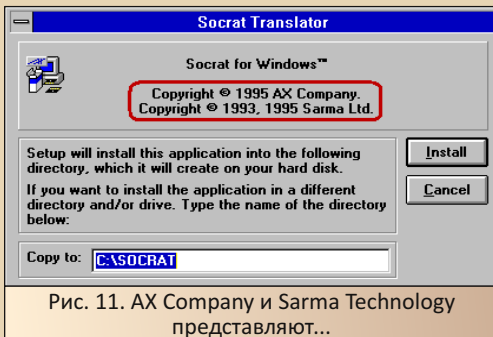 Socrat Translator
Socrat for Windows™
Copyright © 1995 AX Company.
Copyright © 1993, 1995 Sarma Ltd.
Setup will install this application into the following
directory, which it will create on your hard disk.
If you want to install the application in a different
directory and/or drive. Type the name of the directory
below:
Install
Cancel
Copy to: C:\SOCRAT
Рис. 11. AX Company и Sarma Technology
представляют...